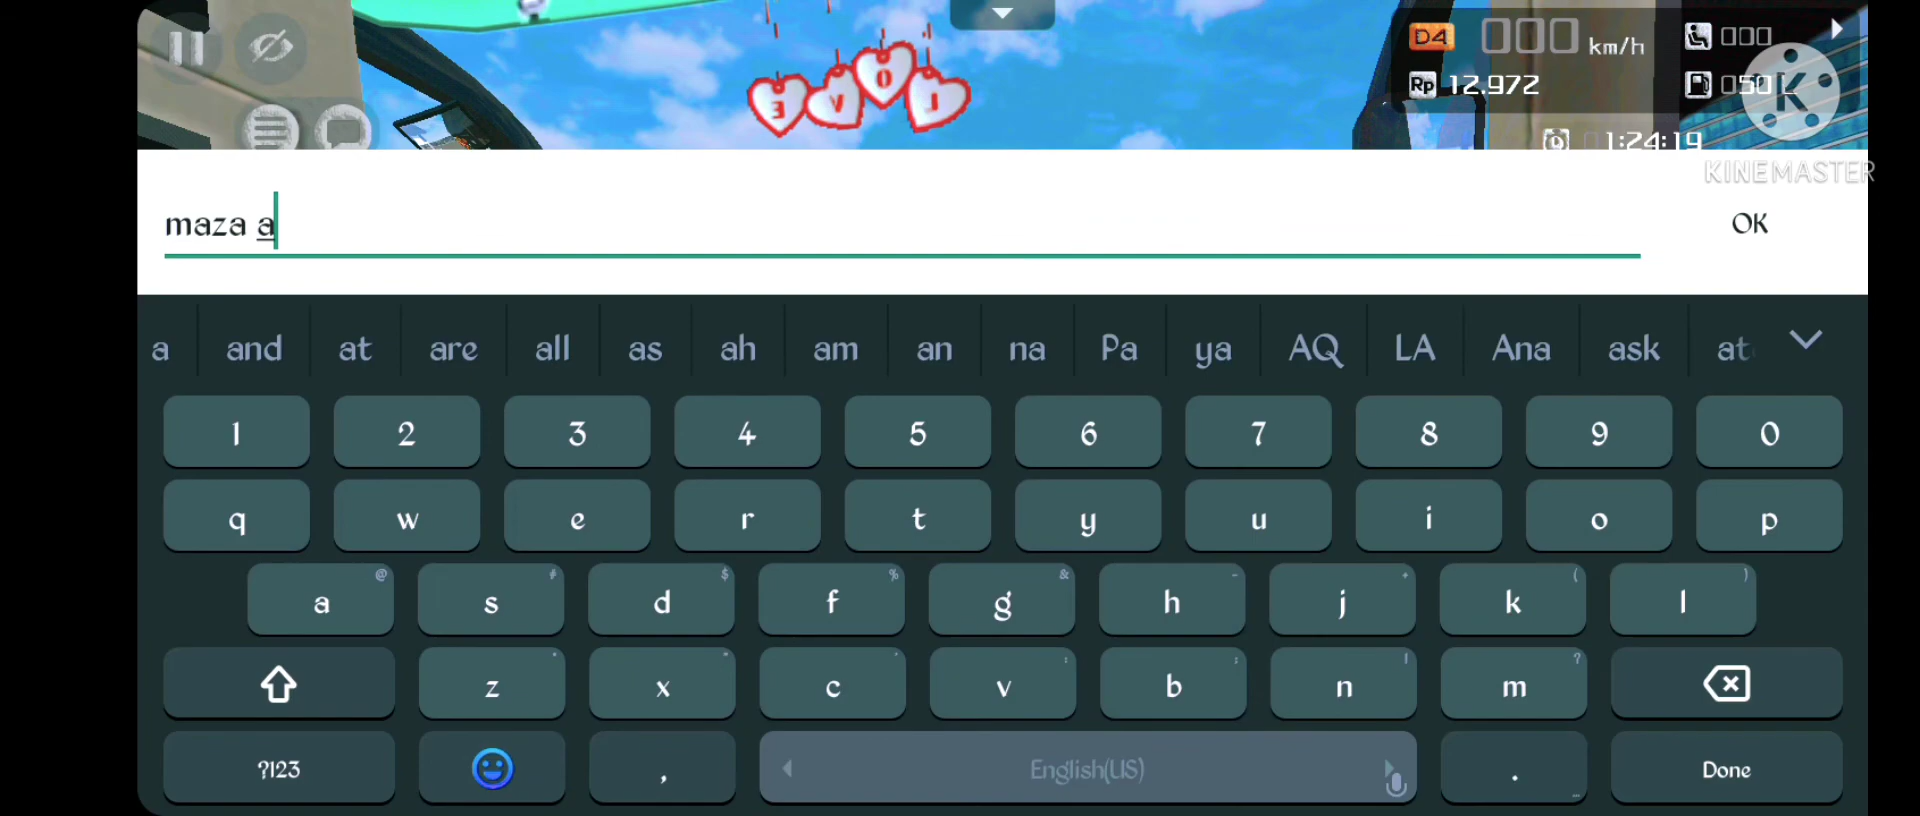 D4 000 km/h 000
Rp 12.972 050 L
E V O L
1:24:19
K
KINEMASTER
maza a
OK
a and at are all as ah am an na Pa ya AQ LA Ana ask
1 2 3 4 5 6 7 8 9 0
q w e r t y u i o p
@ # $ % & - + ( )
a s d f g h j k l
* " ' : ; ! ?
z x c v b n m
?123 , English(US) . Done